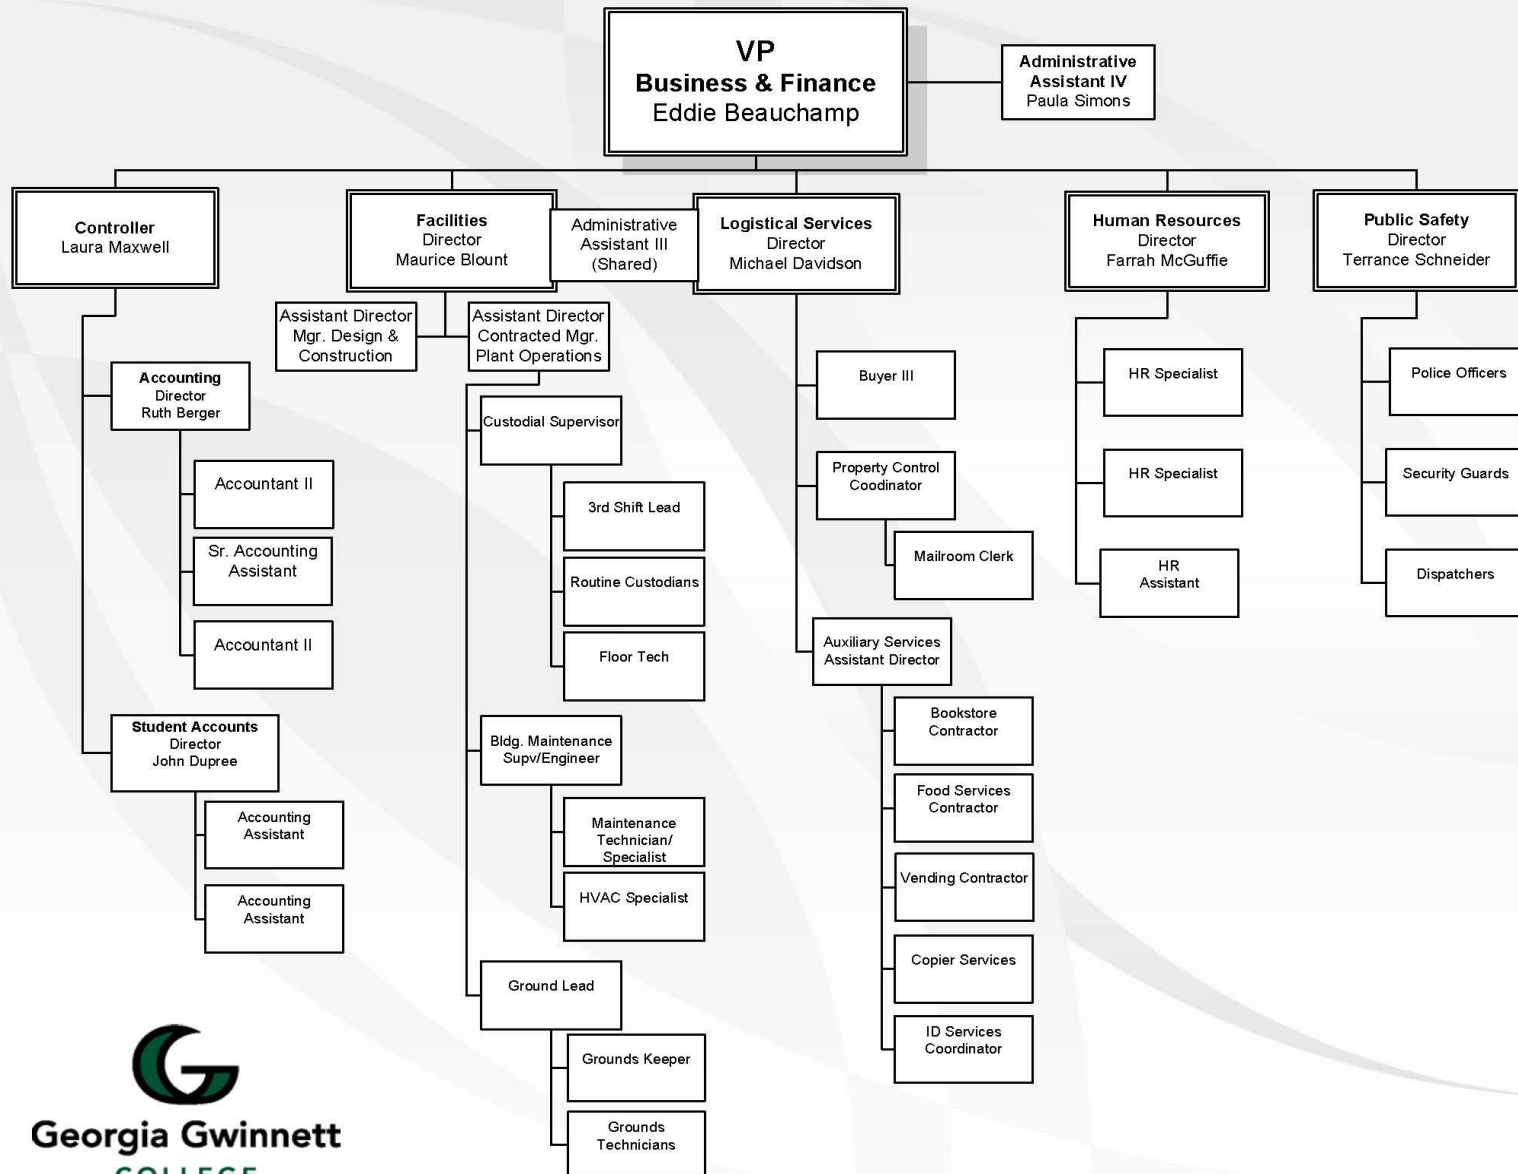 VP
Business & Finance
Eddie Beauchamp
Administrative
Assistant IV
Paula Simons
Controller
Laura Maxwell
Facilities
Director
Maurice Blount
Administrative
Assistant III
(Shared)
Logistical Services
Director
Michael Davidson
Human Resources
Director
Farrah McGuffie
Public Safety
Director
Terrance Schneider
Assistant Director
Mgr. Design &
Construction
Assistant Director
Contracted Mgr.
Plant Operations
Accounting
Director
Ruth Berger
Accountant II
Sr. Accounting
Assistant
Accountant II
Student Accounts
Director
John Dupree
Accounting
Assistant
Accounting
Assistant
Custodial Supervisor
3rd Shift Lead
Routine Custodians
Floor Tech
Bldg. Maintenance
Supv/Engineer
Maintenance
Technician/
Specialist
HVAC Specialist
Ground Lead
Grounds Keeper
Grounds
Technicians
Buyer III
Property Control
Coodinator
Mailroom Clerk
Auxiliary Services
Assistant Director
Bookstore
Contractor
Food Services
Contractor
Vending Contractor
Copier Services
ID Services
Coordinator
HR Specialist
HR Specialist
HR
Assistant
Police Officers
Security Guards
Dispatchers
Georgia Gwinnett
COLLEGE